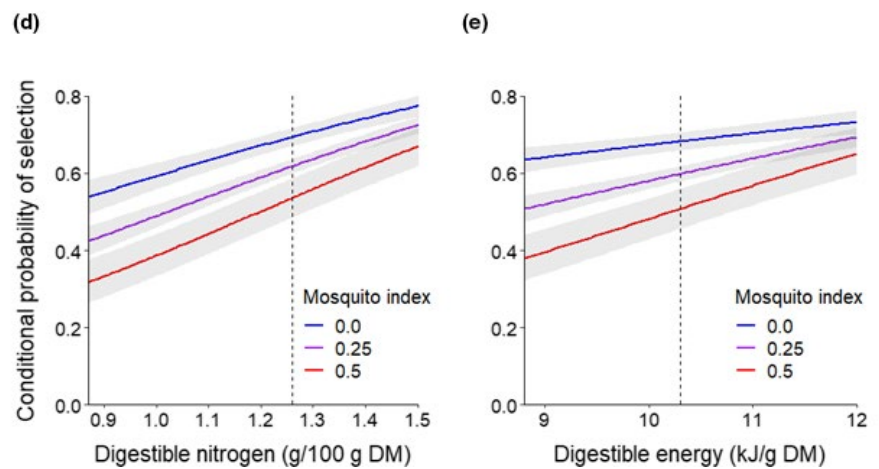 (d)
Conditional probability of selection
0.8
0.6
0.4
0.2
0.0
Mosquito index
0.0
0.25
0.5
0.9 1.0 1.1 1.2 1.3 1.4 1.5
Digestible nitrogen (g/100 g DM)
(e)
0.8
0.6
0.4
0.2
0.0
Mosquito index
0.0
0.25
0.5
9 10 11 12
Digestible energy (kJ/g DM)